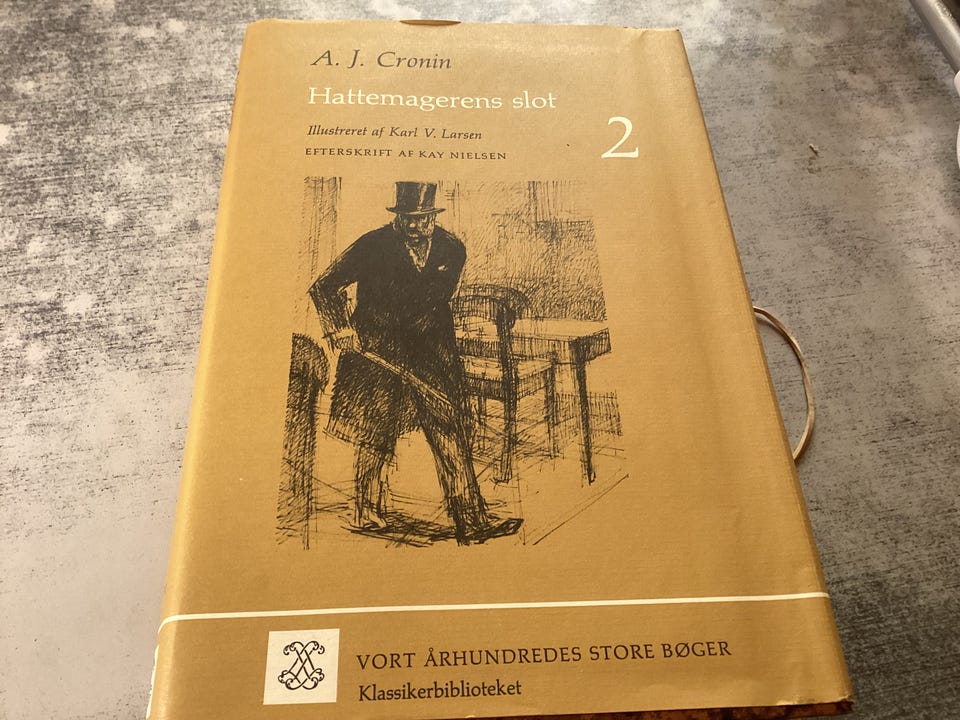 A. J. Cronin
Hattemagerens slot
Illustreret af Karl V. Larsen
EFTERSKRIFT AF KAY NIELSEN
2
VORT ÅRHUNDREDES STORE BØGER
Klassikerbiblioteket